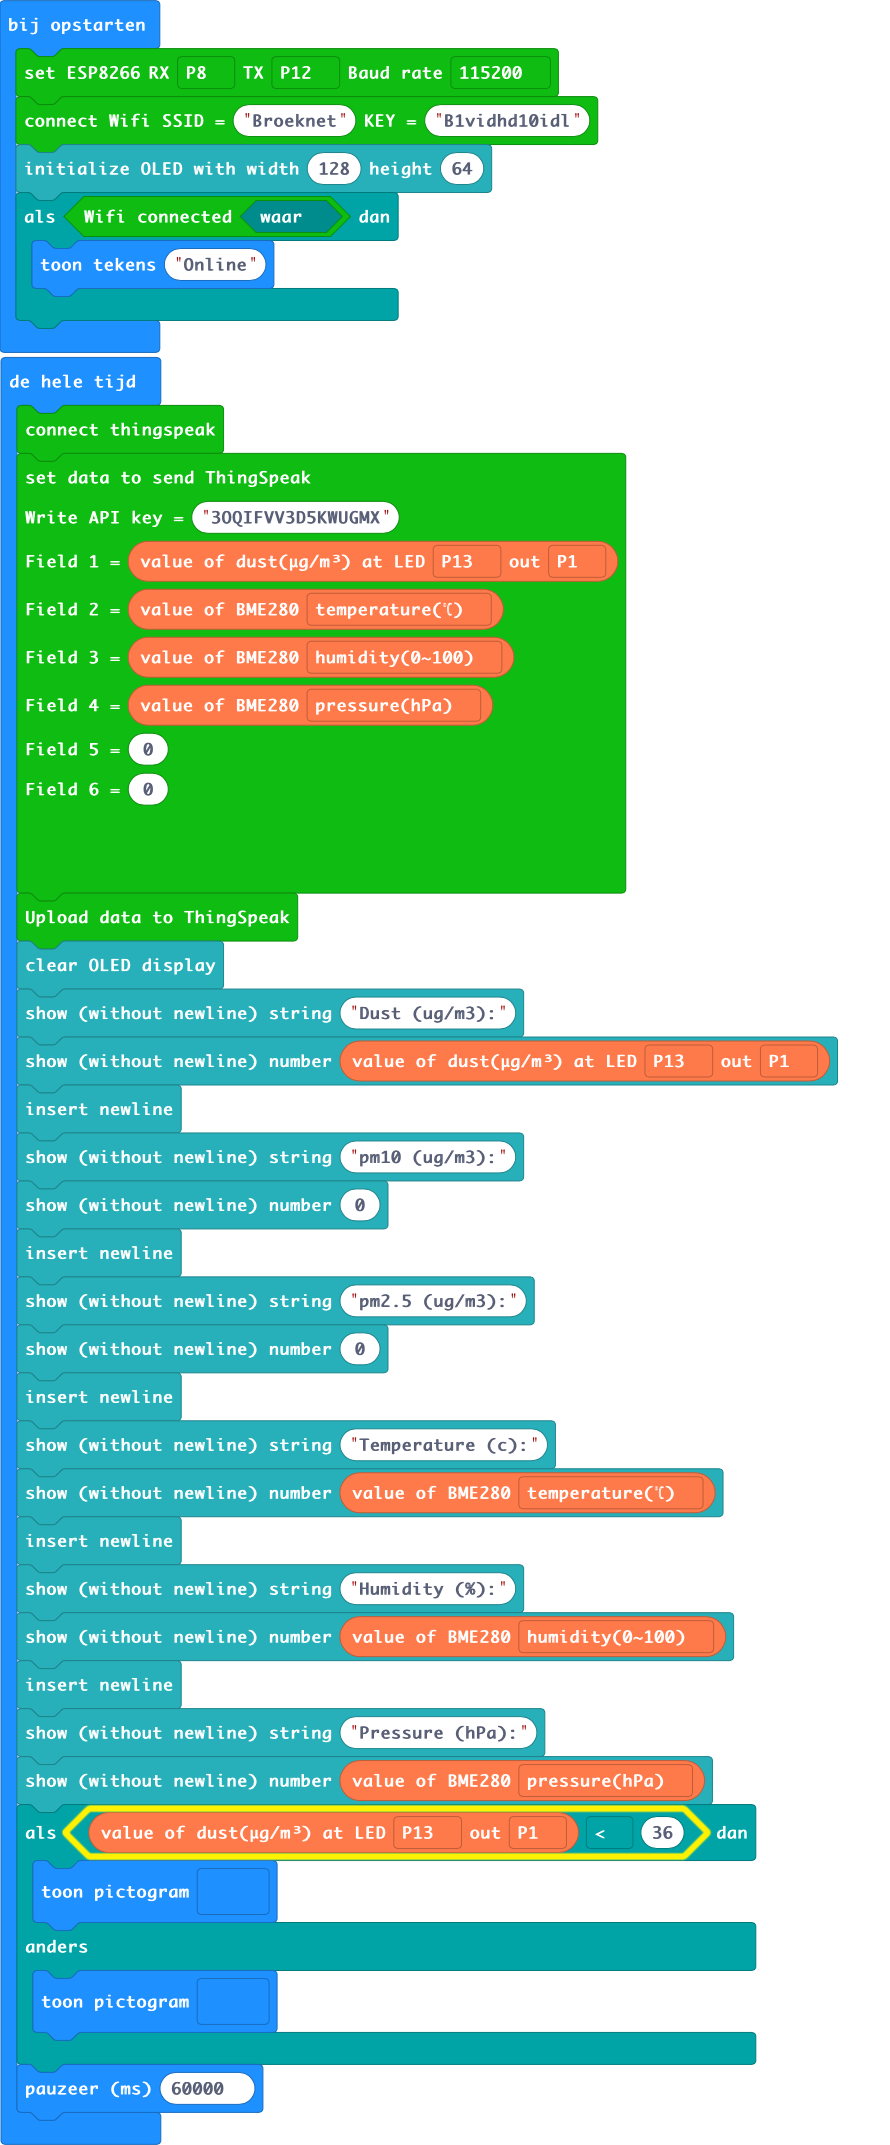 bij opstarten
set ESP8266 RX P8 TX P12 Baud rate 115200
connect Wifi SSID = "Broeknet" KEY = "B1vidhd10idl"
initialize OLED with width 128 height 64
als Wifi connected waar dan
toon tekens "Online"
de hele tijd
connect thingspeak
set data to send ThingSpeak
Write API key = "3OQIFVV3D5KWUGMX"
Field 1 = value of dust(μg/m³) at LED P13 out P1
Field 2 = value of BME280 temperature(℃)
Field 3 = value of BME280 humidity(0~100)
Field 4 = value of BME280 pressure(hPa)
Field 5 = 0
Field 6 = 0
Upload data to ThingSpeak
clear OLED display
show (without newline) string "Dust (ug/m3):"
show (without newline) number value of dust(μg/m³) at LED P13 out P1
insert newline
show (without newline) string "pm10 (ug/m3):"
show (without newline) number 0
insert newline
show (without newline) string "pm2.5 (ug/m3):"
show (without newline) number 0
insert newline
show (without newline) string "Temperature (c):"
show (without newline) number value of BME280 temperature(℃)
insert newline
show (without newline) string "Humidity (%):"
show (without newline) number value of BME280 humidity(0~100)
insert newline
show (without newline) string "Pressure (hPa):"
show (without newline) number value of BME280 pressure(hPa)
als value of dust(μg/m³) at LED P13 out P1 < 36 dan
toon pictogram
anders
toon pictogram
pauzeer (ms) 60000